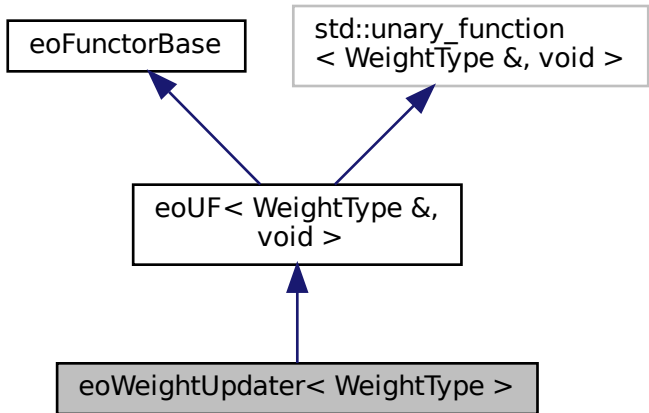 eoFunctorBase
std::unary_function
< WeightType &, void >
eoUF< WeightType &,
void >
eoWeightUpdater< WeightType >